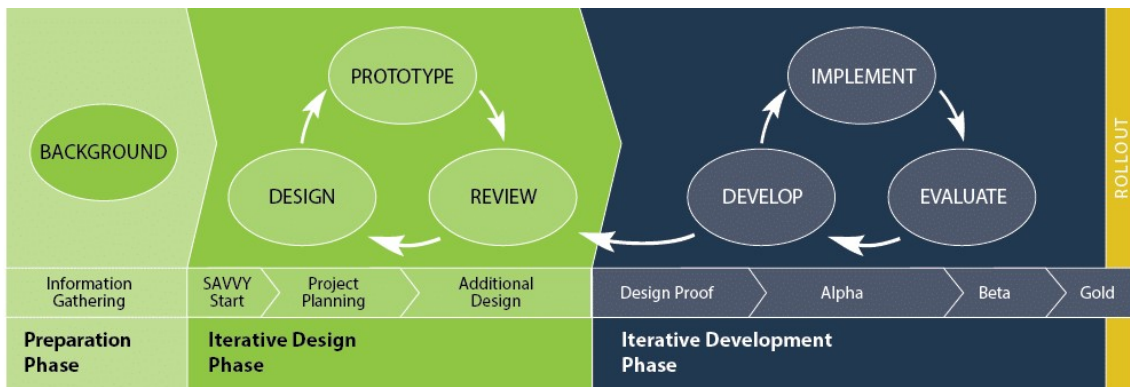 BACKGROUND
PROTOTYPE
DESIGN
REVIEW
IMPLEMENT
DEVELOP
EVALUATE
ROLLOUT
Information
Gathering
SAVVY
Start
Project
Planning
Additional
Design
Design Proof
Alpha
Beta
Gold
Preparation
Phase
Iterative Design
Phase
Iterative Development
Phase